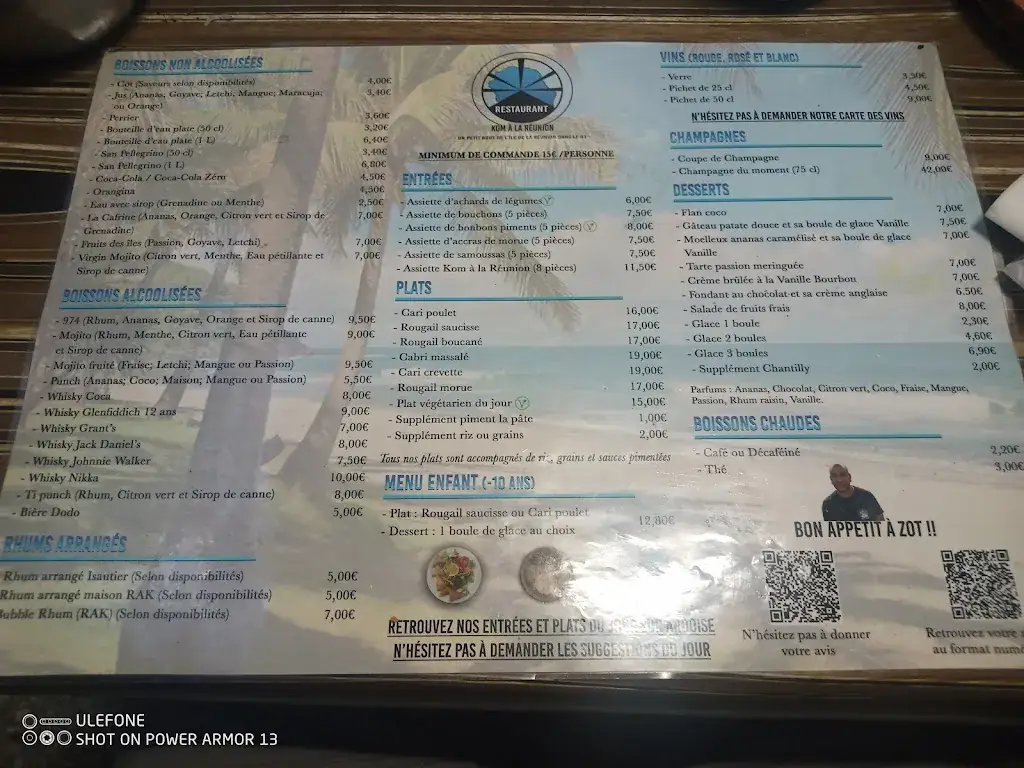 BOISSONS NON ALCOOLISÉES
- Cot (Saveurs selon disponibilités) 4,00€
- Jus (Ananas; Goyave; Letchi; Mangue; Maracuja; 3,40€
ou Orange)
- Perrier 3,60€
- Bouteille d'eau plate (50 cl) 3,20€
- Bouteille d'eau plate (1 L) 6,40€
- San Pellegrino (50 cl) 3,40€
- San Pellegrino (1 L) 6,80€
- Coca-Cola / Coca-Cola Zéro 4,50€
- Orangina 4,50€
- Eau avec sirop (Grenadine ou Menthe) 2,50€
- La Cafrine (Ananas, Orange, Citron vert et Sirop de 7,00€
Grenadine)
- Fruits des îles (Passion, Goyave, Letchi) 7,00€
- Virgin Mojito (Citron vert, Menthe, Eau pétillante et 7,00€
Sirop de canne)
BOISSONS ALCOOLISÉES
- 974 (Rhum, Ananas, Goyave, Orange et Sirop de canne) 9,50€
- Mojito (Rhum, Menthe, Citron vert, Eau pétillante 9,00€
et Sirop de canne)
- Mojito fruité (Fraise; Letchi; Mangue ou Passion) 9,50€
- Punch (Ananas; Coco; Maison; Mangue ou Passion) 5,50€
- Whisky Coca 8,00€
- Whisky Glenfiddich 12 ans 9,00€
- Whisky Grant's 7,00€
- Whisky Jack Daniel's 8,00€
- Whisky Johnnie Walker 7,50€
- Whisky Nikka 10,00€
- Ti punch (Rhum, Citron vert et Sirop de canne) 8,00€
- Bière Dodo 5,00€
RHUMS ARRANGÉS
Rhum arrangé Isautier (Selon disponibilités) 5,00€
Rhum arrangé maison RAK (Selon disponibilités) 5,00€
Bubble Rhum (RAK) (Selon disponibilités) 7,00€
RESTAURANT
KOM À LA RÉUNION
UN PETIT BOUT DE L'ÎLE DE LA RÉUNION DANS LE
MINIMUM DE COMMANDE 15€ /PERSONNE
ENTRÉES
- Assiette d'achards de légumes 6,00€
- Assiette de bouchons (5 pièces) 7,50€
- Assiette de bonbons piments (5 pièces) 8,00€
- Assiette d'accras de morue (5 pièces) 7,50€
- Assiette de samoussas (5 pièces) 7,50€
- Assiette Kom à la Réunion (8 pièces) 11,50€
PLATS
- Cari poulet 16,00€
- Rougail saucisse 17,00€
- Rougail boucané 17,00€
- Cabri massalé 19,00€
- Cari crevette 19,00€
- Rougail morue 17,00€
- Plat végétarien du jour 15,00€
- Supplément piment la pâte 1,00€
- Supplément riz ou grains 2,00€
Tous nos plats sont accompagnés de riz, grains et sauces pimentées
MENU ENFANT (-10 ANS)
- Plat : Rougail saucisse ou Cari poulet
12,80€
- Dessert : 1 boule de glace au choix
RETROUVEZ NOS ENTRÉES ET PLATS DU JOUR SUR ARDOISE
N'HÉSITEZ PAS À DEMANDER LES SUGGESTIONS DU JOUR
VINS (ROUGE, ROSÉ ET BLANC)
- Verre 3,50€
- Pichet de 25 cl 4,50€
- Pichet de 50 cl 9,00€
N'HÉSITEZ PAS À DEMANDER NOTRE CARTE DES VINS
CHAMPAGNES
- Coupe de Champagne 9,00€
- Champagne du moment (75 cl) 42,00€
DESSERTS
- Flan coco 7,00€
- Gâteau patate douce et sa boule de glace Vanille 7,50€
- Moelleux ananas caramélisé et sa boule de glace 7,00€
Vanille
- Tarte passion meringuée 7,00€
- Crème brûlée à la Vanille Bourbon 7,00€
- Fondant au chocolat et sa crème anglaise 6.50€
- Salade de fruits frais 8,00€
- Glace 1 boule 2,30€
- Glace 2 boules 4,60€
- Glace 3 boules 6,90€
- Supplément Chantilly 2,00€
Parfums : Ananas, Chocolat, Citron vert, Coco, Fraise, Mangue,
Passion, Rhum raisin, Vanille.
BOISSONS CHAUDES
- Café ou Décaféiné 2,20€
- Thé 3,00€
BON APPETIT À ZOT !!
N'hésitez pas à donner
votre avis
Retrouvez votre
au format
ULEFONE
SHOT ON POWER ARMOR 13